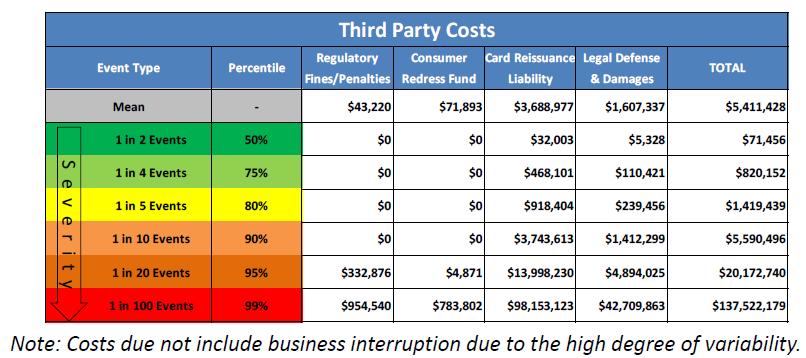 Third Party Costs
Event Type Percentile Regulatory Fines/Penalties Consumer Redress Fund Card Reissuance Liability Legal Defense & Damages TOTAL
Mean - $43,220 $71,893 $3,688,977 $1,607,337 $5,411,428
1 in 2 Events 50% $0 $0 $32,003 $5,328 $71,456
1 in 4 Events 75% $0 $0 $468,101 $110,421 $820,152
1 in 5 Events 80% $0 $0 $918,404 $239,456 $1,419,439
1 in 10 Events 90% $0 $0 $3,743,613 $1,412,299 $5,590,496
1 in 20 Events 95% $332,876 $4,871 $13,998,230 $4,894,025 $20,172,740
1 in 100 Events 99% $954,540 $783,802 $98,153,123 $42,709,863 $137,522,179
Severity
Note: Costs due not include business interruption due to the high degree of variability.